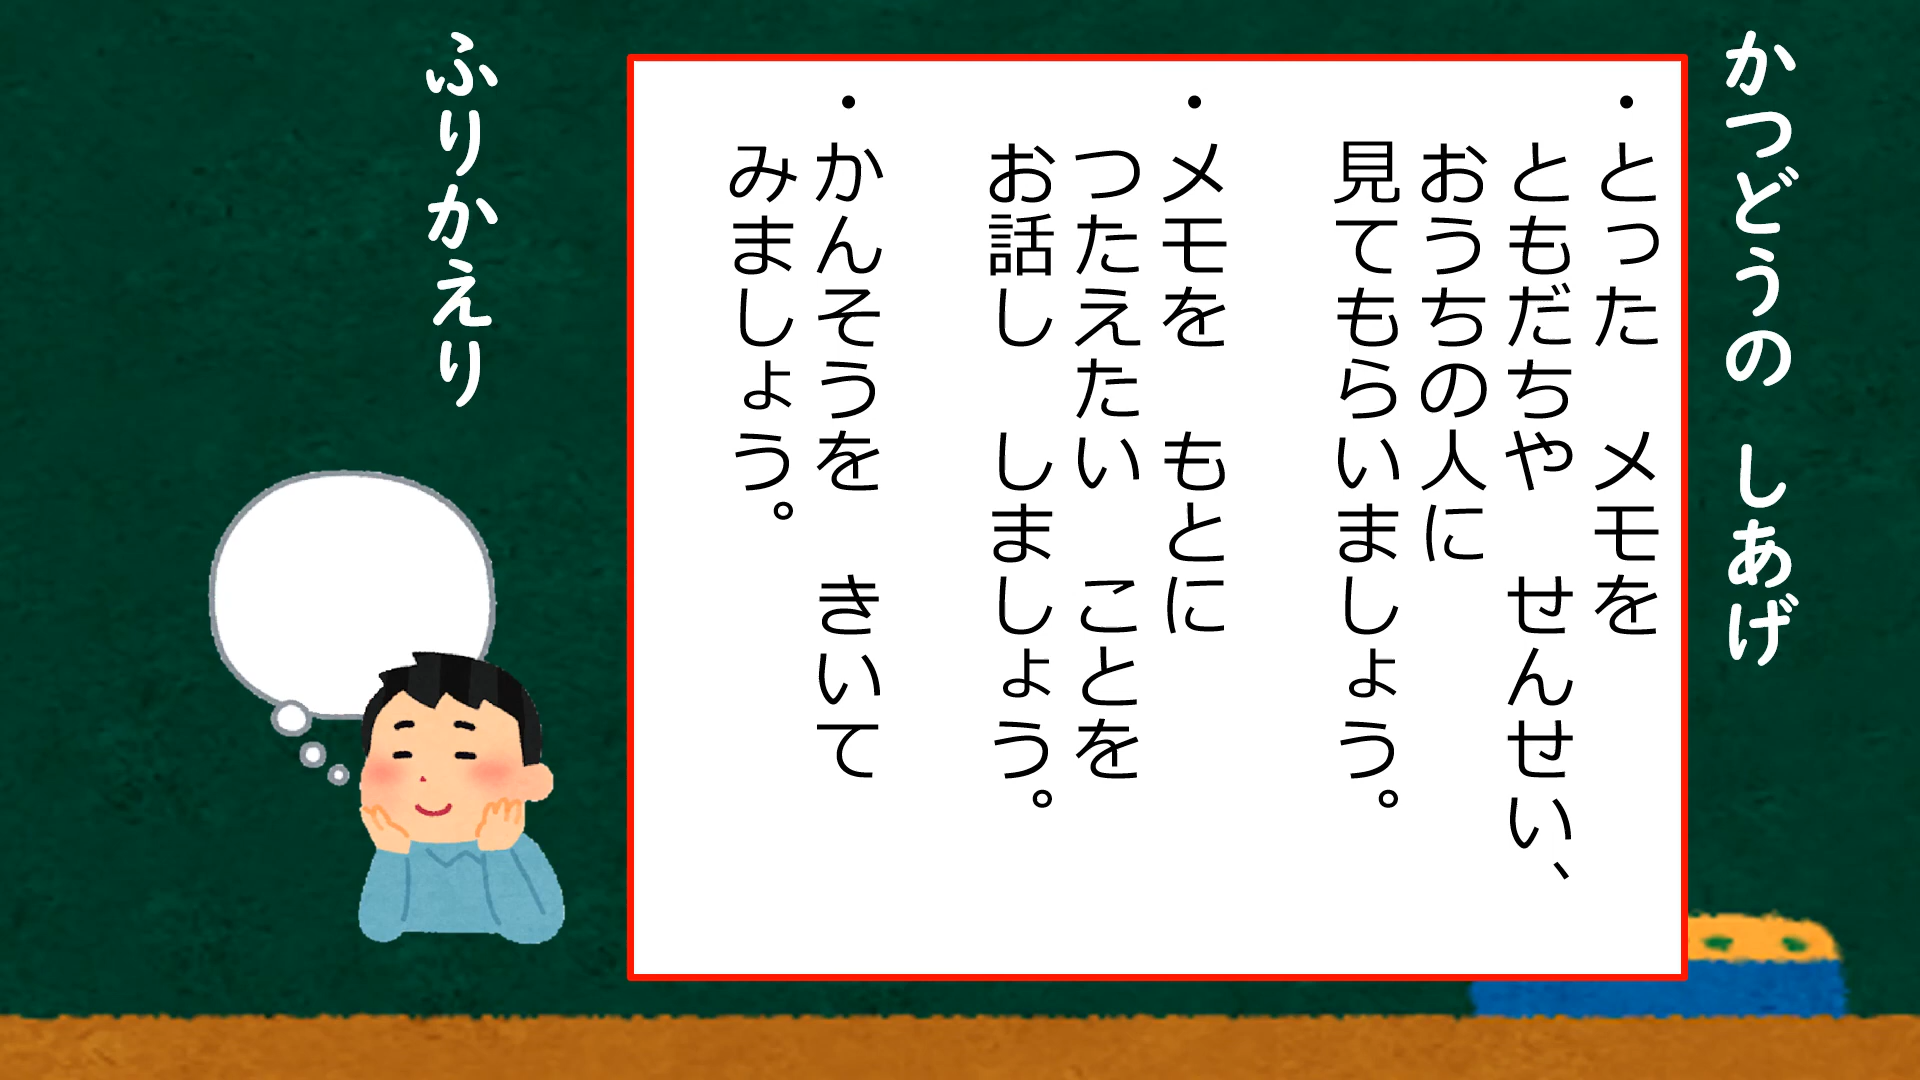 かつどうの　しあげ
・とった　メモを
ともだちや　せんせい、
おうちの人に
見てもらいましょう。
・メモを　もとに
つたえたい　ことを
お話し　しましょう。
・かんそうを　きいて
みましょう。
ふりかえり